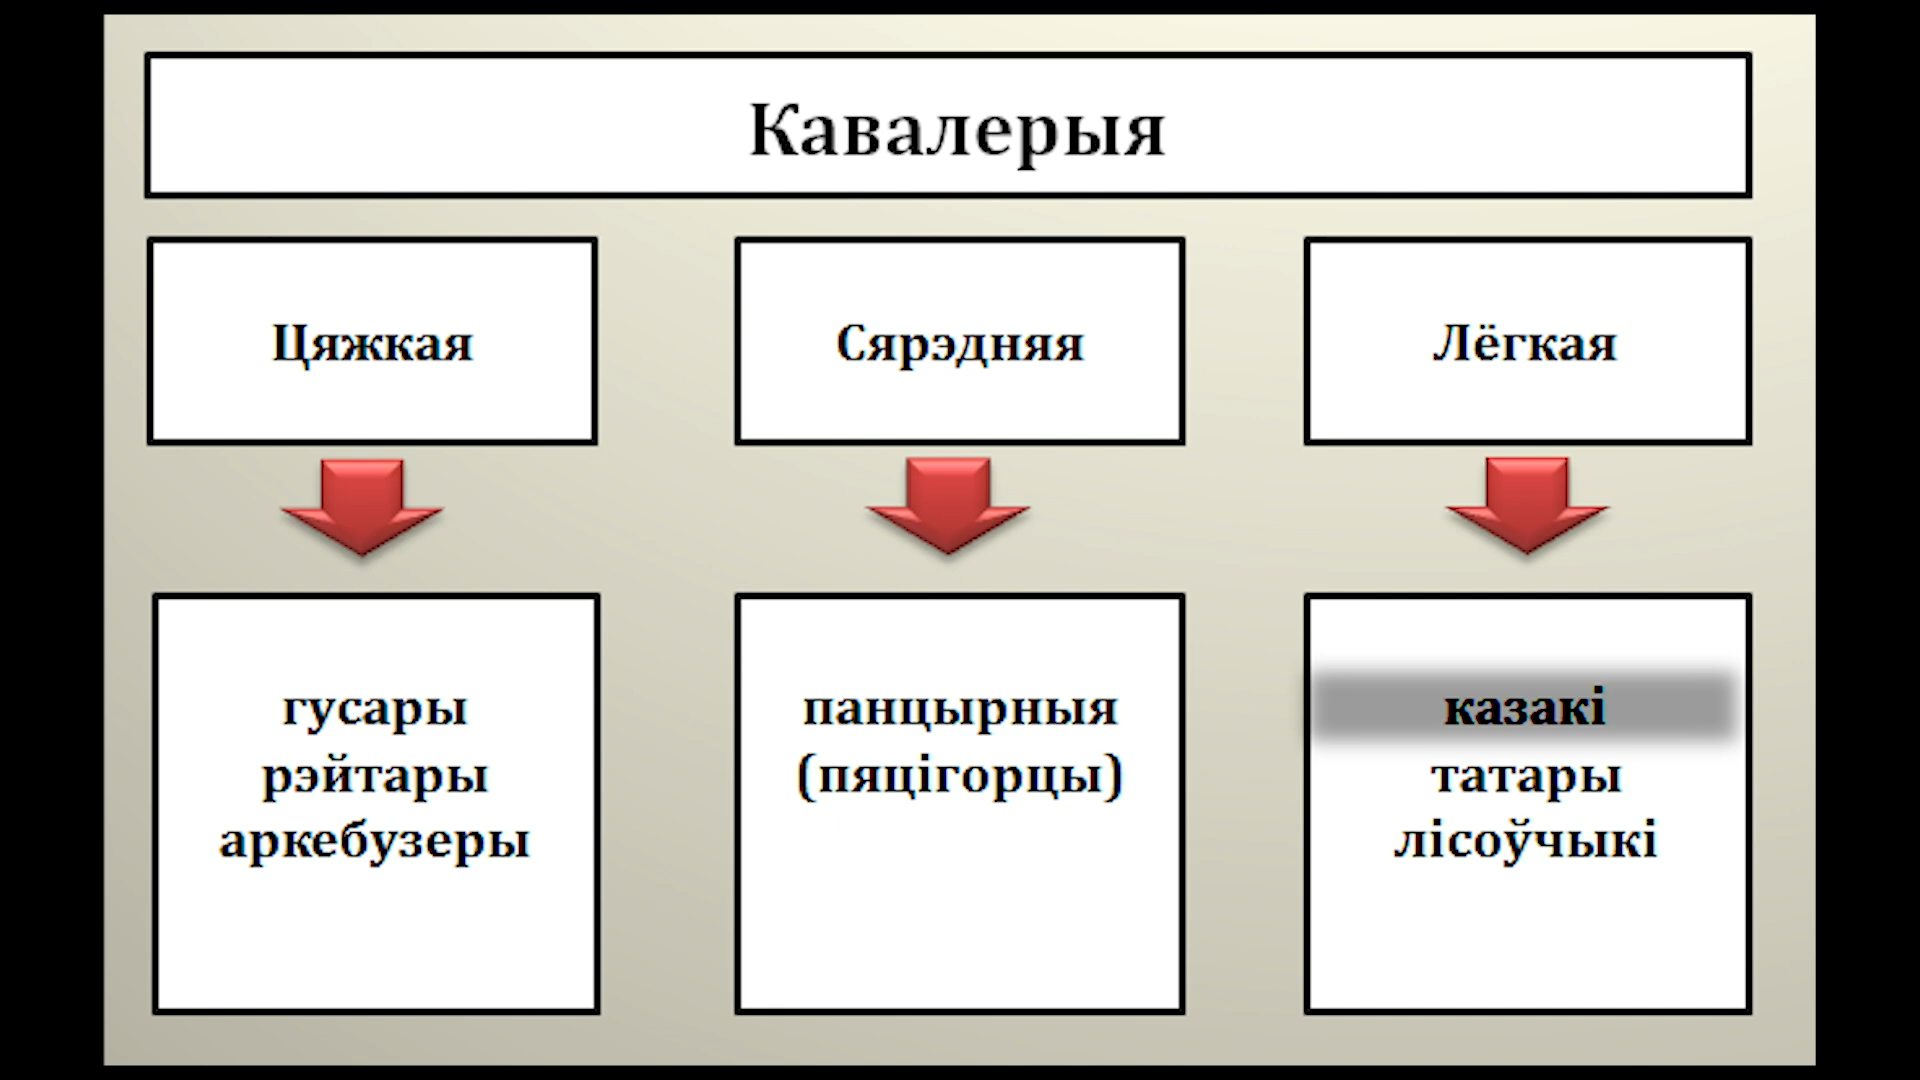 Кавалерыя
Цяжкая
Сярэдняя
Лёгкая
гусары
рэйтары
аркебузеры
панцырныя
(пяцігорцы)
казакі
татары
лісоўчыкі